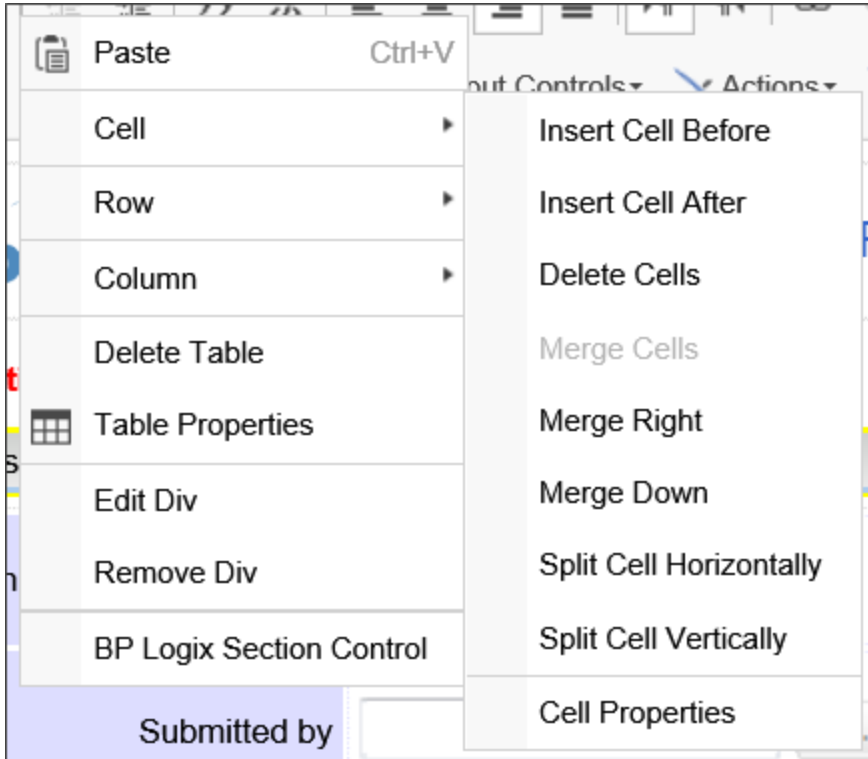 Paste Ctrl+V
out Controls
Actions
Cell
Row
Column
Delete Table
Table Properties
Edit Div
Remove Div
BP Logix Section Control
Insert Cell Before
Insert Cell After
Delete Cells
Merge Cells
Merge Right
Merge Down
Split Cell Horizontally
Split Cell Vertically
Cell Properties
Submitted by